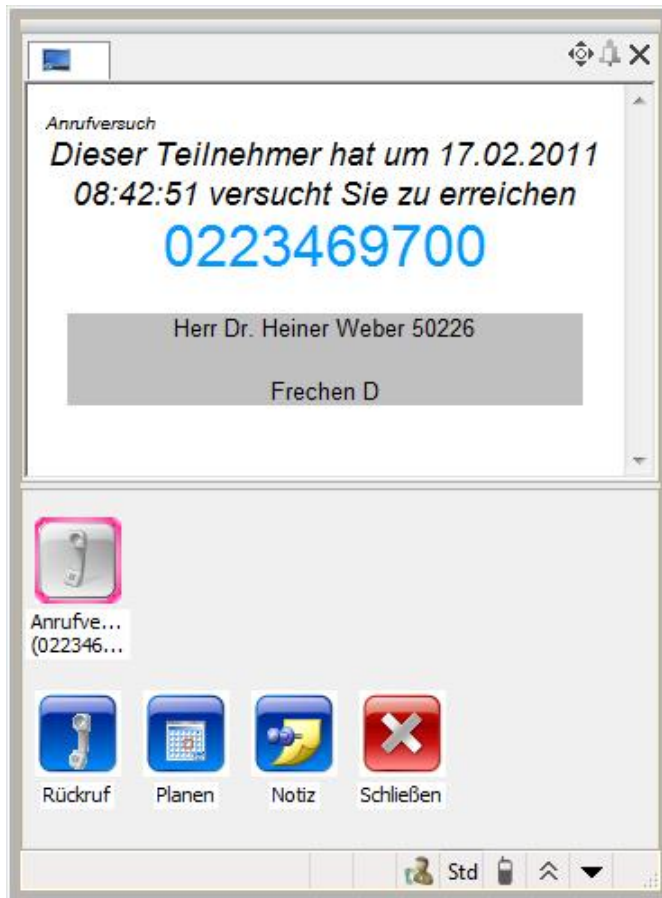 Anrufversuch
Dieser Teilnehmer hat um 17.02.2011
08:42:51 versucht Sie zu erreichen
0223469700
Herr Dr. Heiner Weber 50226
Frechen D
Anrufve...
(022346...
Rückruf Planen Notiz Schließen
Std